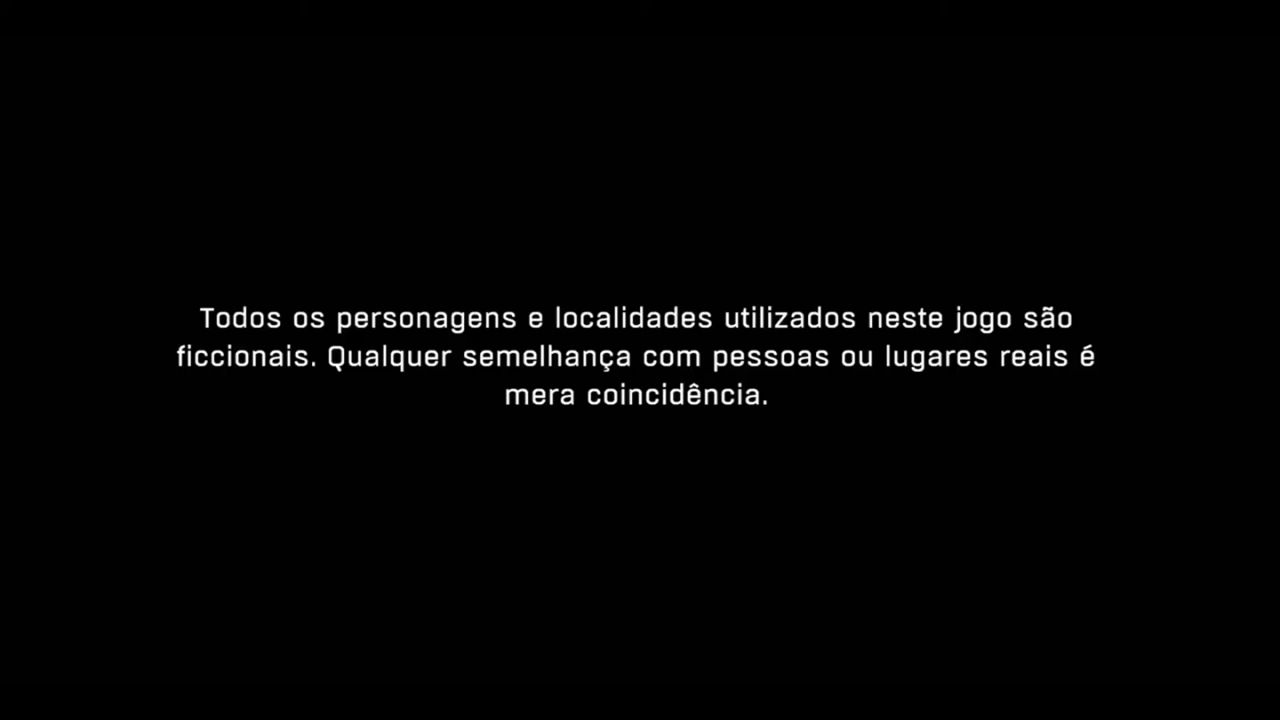 Todos os personagens e localidades utilizados neste jogo são
ficcionais. Qualquer semelhança com pessoas ou lugares reais é
mera coincidência.